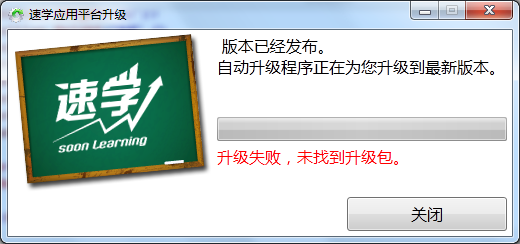 速学应用平台升级
版本已经发布。
自动升级程序正在为您升级到最新版本。
速学
soon Learning
升级失败，未找到升级包。
关闭